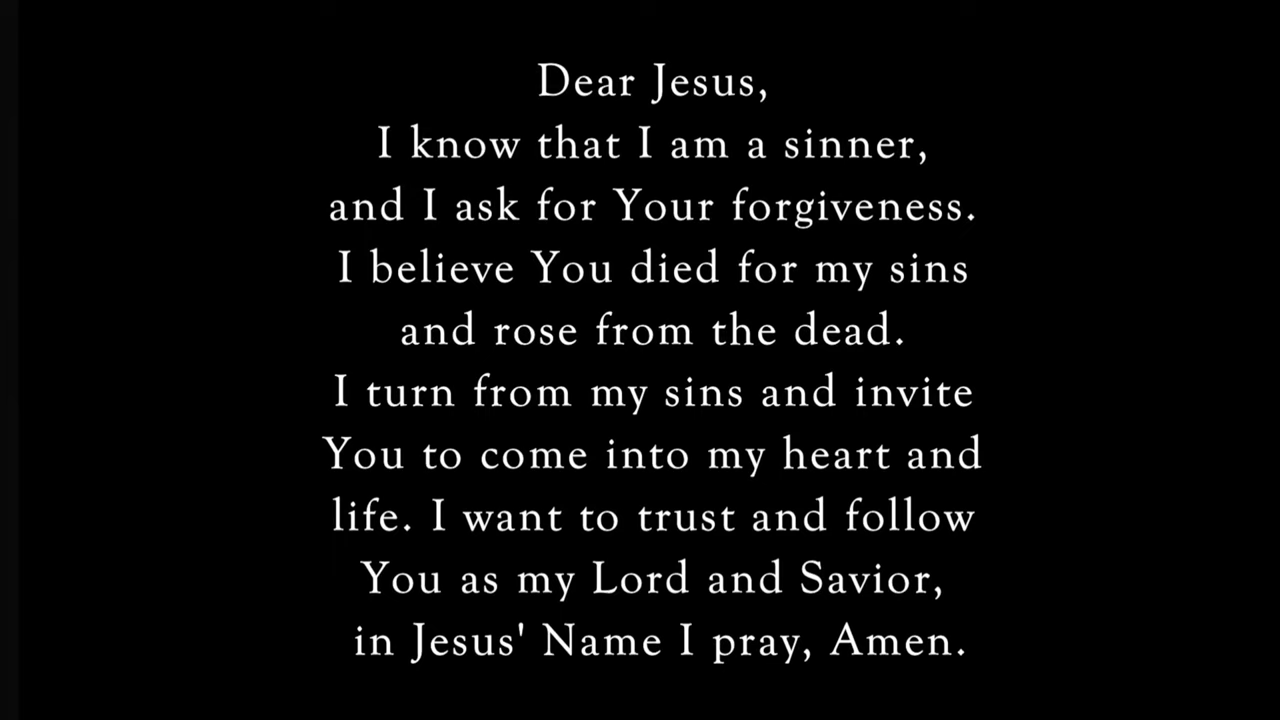 Dear Jesus,
I know that I am a sinner,
and I ask for Your forgiveness.
I believe You died for my sins
and rose from the dead.
I turn from my sins and invite
You to come into my heart and
life. I want to trust and follow
You as my Lord and Savior,
in Jesus' Name I pray, Amen.